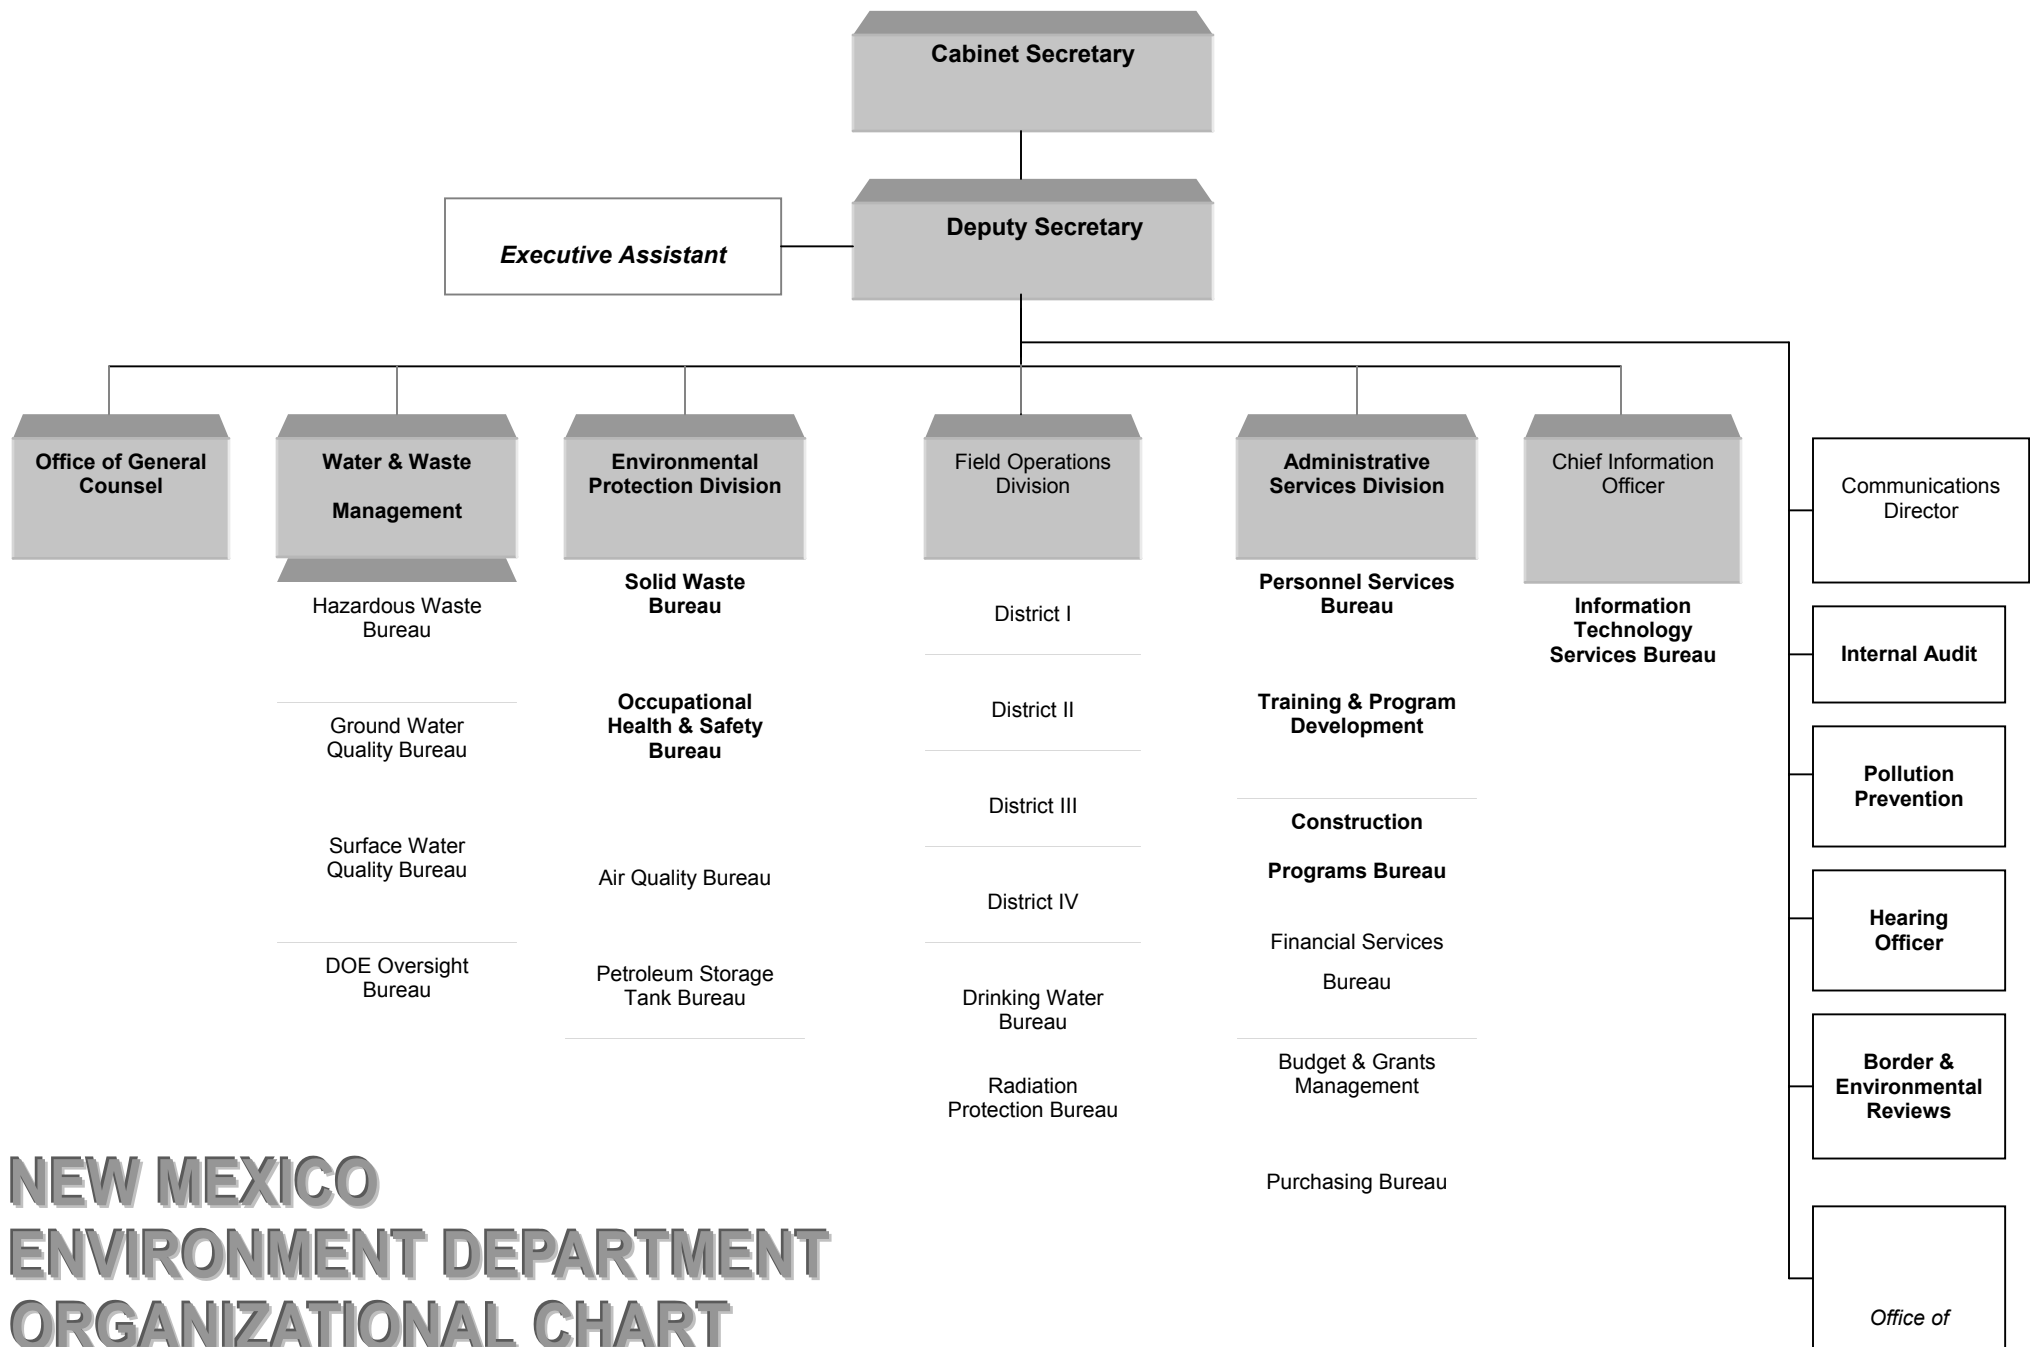 Cabinet Secretary
Deputy Secretary
Executive Assistant
Office of General
Counsel
Water & Waste
Management
Hazardous Waste
Bureau
Ground Water
Quality Bureau
Surface Water
Quality Bureau
DOE Oversight
Bureau
Environmental
Protection Division
Solid Waste
Bureau
Occupational
Health & Safety
Bureau
Air Quality Bureau
Petroleum Storage
Tank Bureau
Field Operations
Division
District I
District II
District III
District IV
Drinking Water
Bureau
Radiation
Protection Bureau
Administrative
Services Division
Personnel Services
Bureau
Training & Program
Development
Construction
Programs Bureau
Financial Services
Bureau
Budget & Grants
Management
Purchasing Bureau
Chief Information
Officer
Information
Technology
Services Bureau
Communications
Director
Internal Audit
Pollution
Prevention
Hearing
Officer
Border &
Environmental
Reviews
Office of
NEW MEXICO
ENVIRONMENT DEPARTMENT
ORGANIZATIONAL CHART